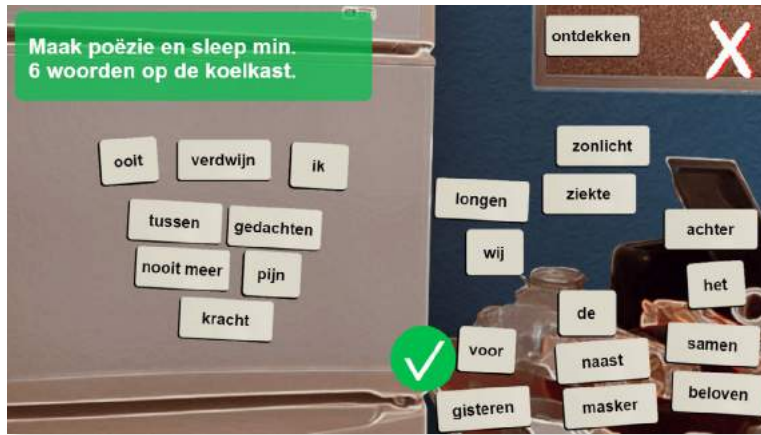 Maak poëzie en sleep min.
6 woorden op de koelkast.
ooit verdwijn ik
tussen gedachten
nooit meer pijn
kracht
ontdekken
X
zonlicht
longen ziekte
wij achter
het
de
voor naast samen
gisteren masker beloven